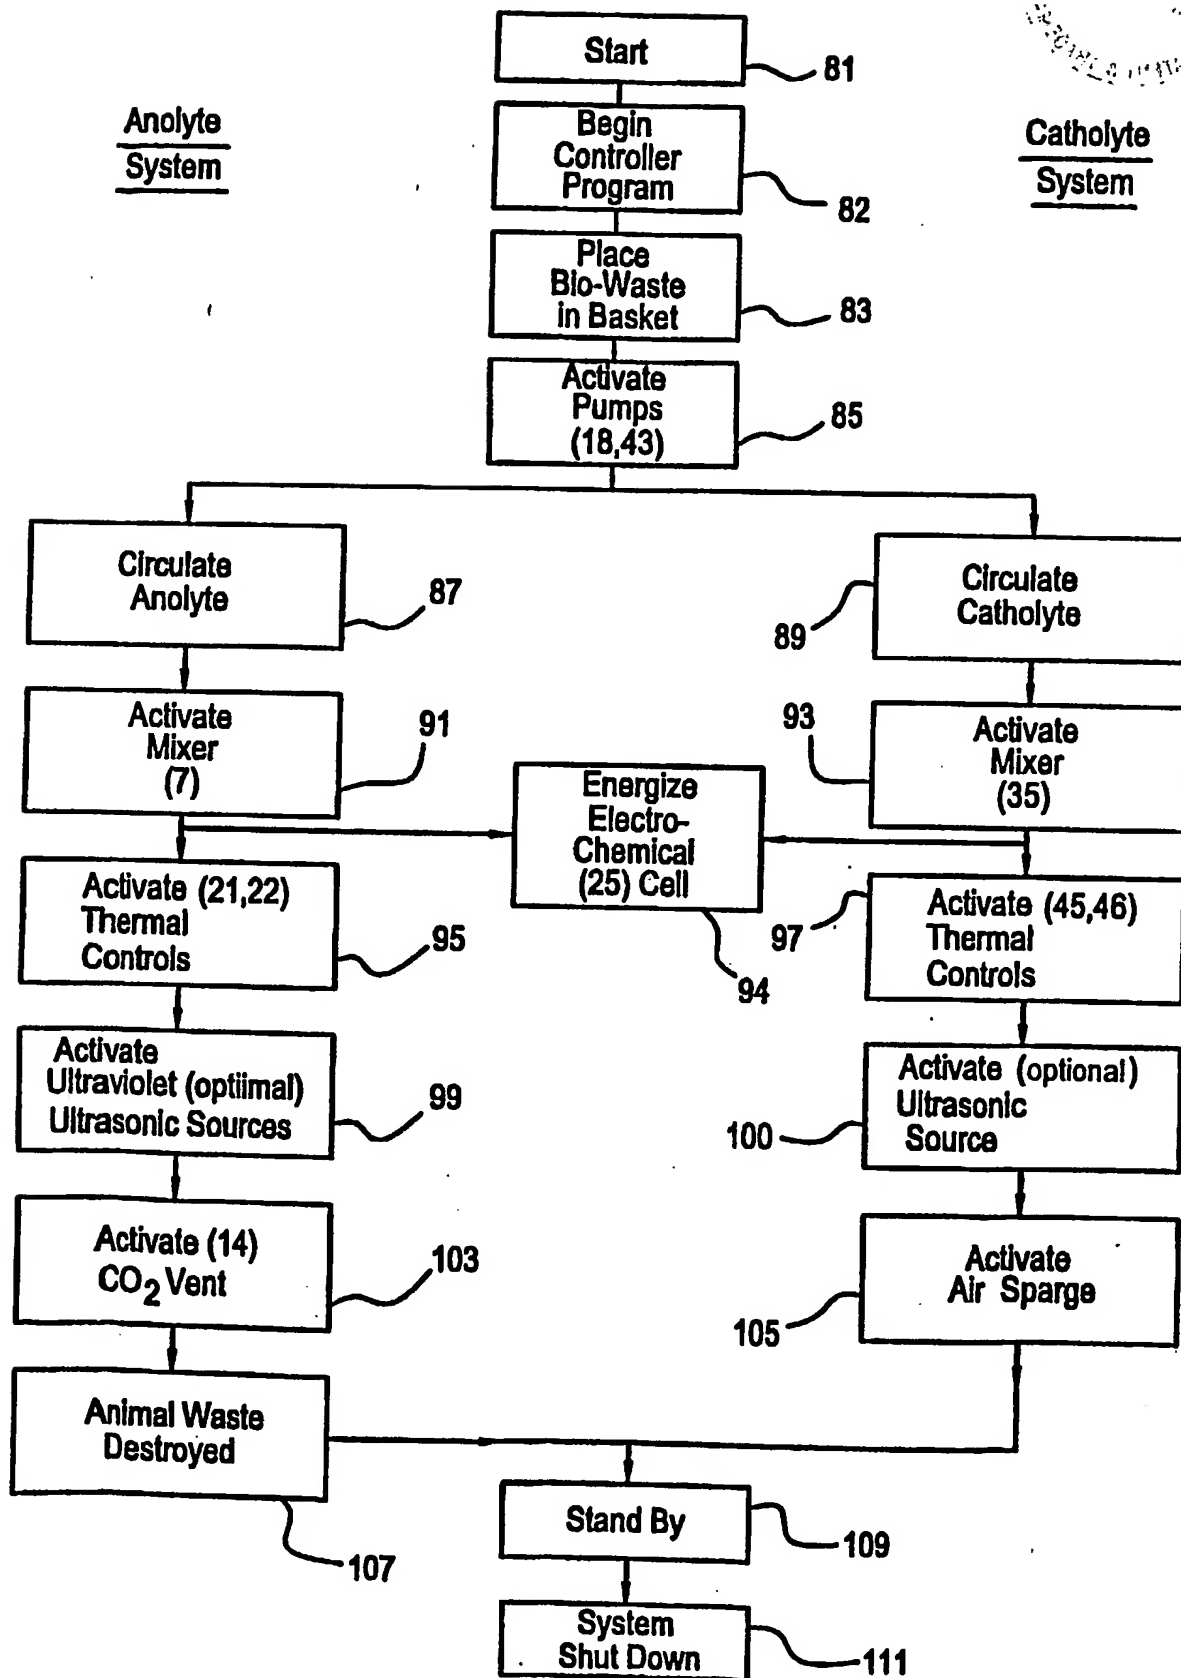 Start
81
Anolyte
System
Catholyte
System
Begin
Controller
Program
82
Place
Bio-Waste
in Basket
83
Activate
Pumps
(18,43)
85
Circulate
Anolyte
87
Circulate
Catholyte
89
Activate
Mixer
(7)
91
Activate
Mixer
(35)
93
Energize
Electro-
Chemical
(25) Cell
94
Activate (21,22)
Thermal
Controls
95
Activate (45,46)
Thermal
Controls
97
Activate
Ultraviolet (optiimal)
Ultrasonic Sources
99
Activate (optional)
Ultrasonic
Source
100
Activate (14)
CO2 Vent
103
Activate
Air Sparge
105
Animal Waste
Destroyed
107
Stand By
109
System
Shut Down
111